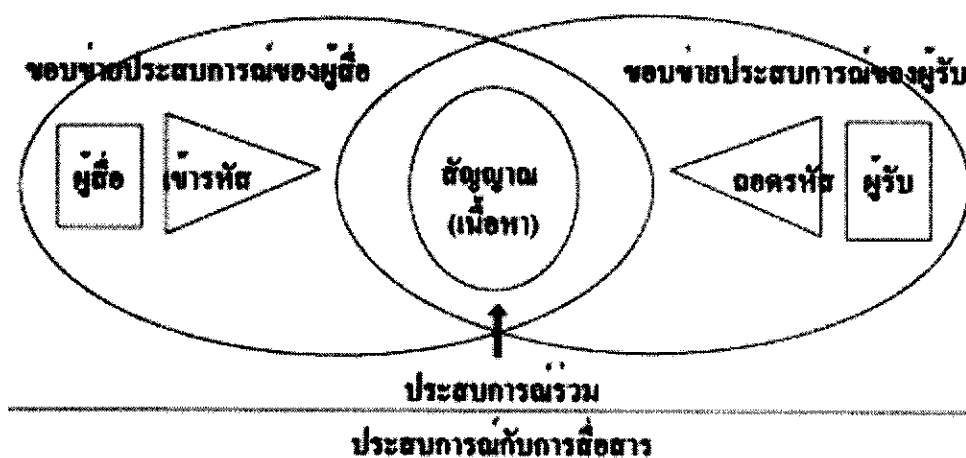 ขอบข่ายประสบการณ์ของผู้สื่อ
ขอบข่ายประสบการณ์ของผู้รับ
ผู้สื่อ
เข้ารหัส
สัญญาณ
(เนื้อหา)
ถอดรหัส
ผู้รับ
ประสบการณ์ร่วม
ประสบการณ์กับการสื่อสาร